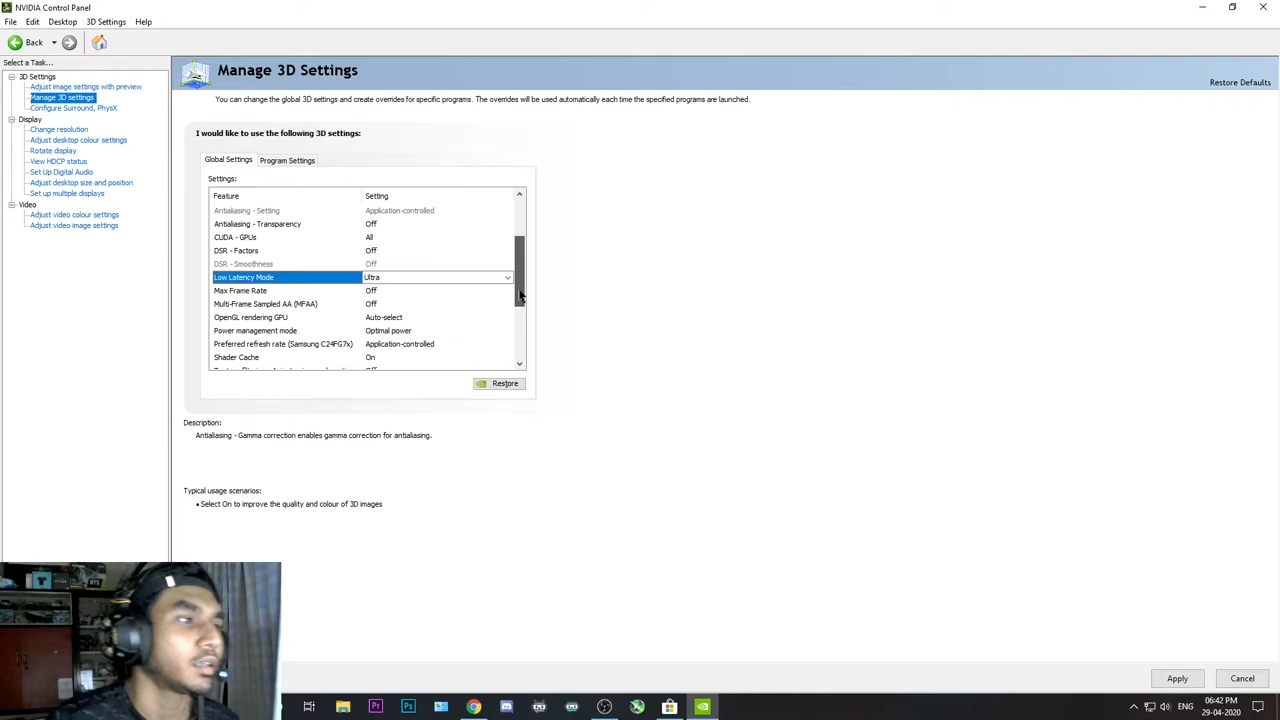 NVIDIA Control Panel
File Edit Desktop 3D Settings Help
Back
Select a Task...
3D Settings
Adjust image settings with preview
Manage 3D settings
Configure Surround, PhysX
Display
Change resolution
Adjust desktop colour settings
Rotate display
View HDCP status
Set Up Digital Audio
Adjust desktop size and position
Set up multiple displays
Video
Adjust video colour settings
Adjust video image settings
Manage 3D Settings
Restore Defaults
You can change the global 3D settings and create overrides for specific programs. The overrides will be used automatically each time the specified programs are launched.
I would like to use the following 3D settings:
Global Settings Program Settings
Settings:
Feature Setting
Antialiasing - Setting Application-controlled
Antialiasing - Transparency Off
CUDA - GPUs All
DSR - Factors Off
DSR - Smoothness Off
Low Latency Mode Ultra
Max Frame Rate Off
Multi-Frame Sampled AA (MFAA) Off
OpenGL rendering GPU Auto-select
Power management mode Optimal power
Preferred refresh rate (Samsung C24FG7x) Application-controlled
Shader Cache On
Restore
Description:
Antialiasing - Gamma correction enables gamma correction for antialiasing.
Typical usage scenarios:
• Select On to improve the quality and colour of 3D images
Apply Cancel
Pr Ps
ENG
06:42 PM
29-04-2020